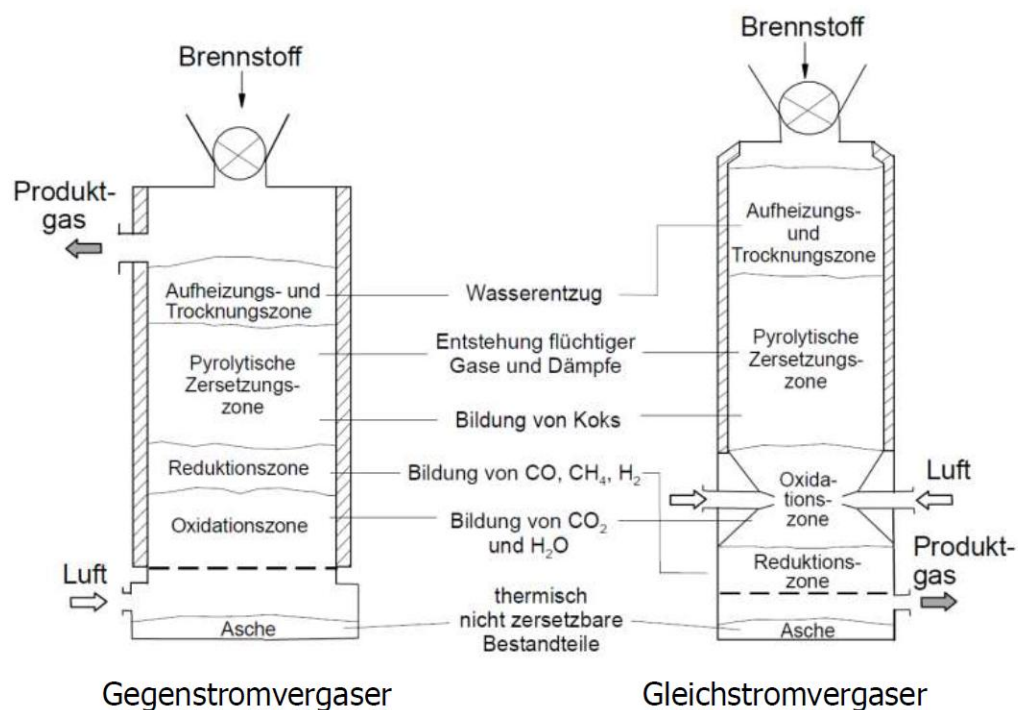 Brennstoff
Produkt-
gas
Aufheizungs- und
Trocknungszone
Pyrolytische
Zersetzungs-
zone
Reduktionszone
Oxidationszone
Luft
Asche
Wasserentzug
Entstehung flüchtiger
Gase und Dämpfe
Bildung von Koks
Bildung von CO, CH₄, H₂
Bildung von CO₂
und H₂O
thermisch
nicht zersetzbare
Bestandteile
Brennstoff
Aufheizungs-
und
Trocknungszone
Pyrolytische
Zersetzungs-
zone
Oxida-
tions-
zone
Luft
Reduktions-
zone
Produkt-
gas
Asche
Gegenstromvergaser
Gleichstromvergaser